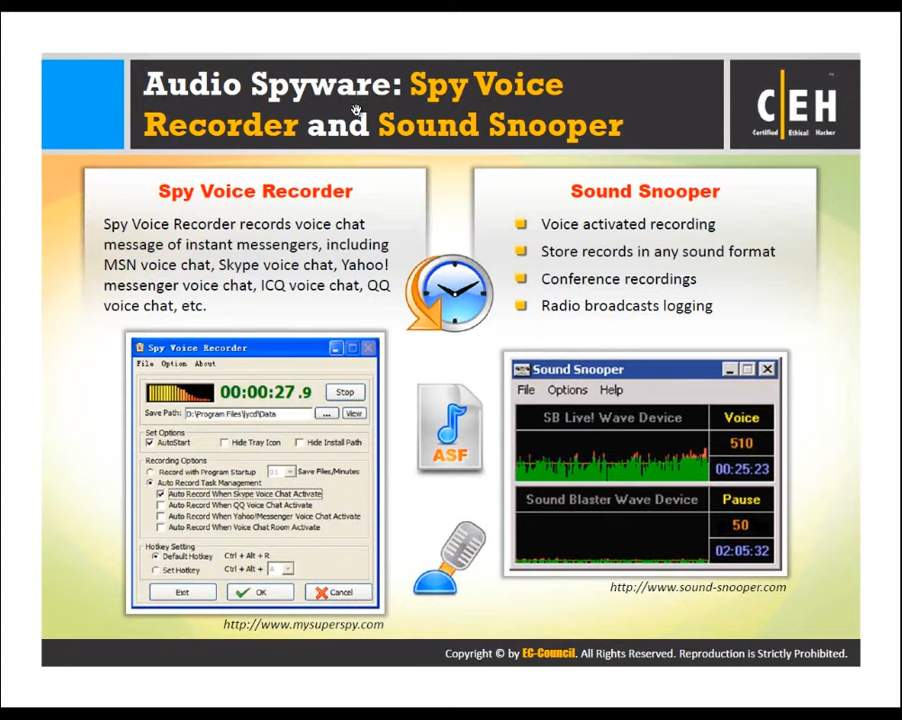 Audio Spyware: Spy Voice
Recorder and Sound Snooper
CEH
Certified Ethical Hacker
Spy Voice Recorder
Spy Voice Recorder records voice chat
message of instant messengers, including
MSN voice chat, Skype voice chat, Yahoo!
messenger voice chat, ICQ voice chat, QQ
voice chat, etc.
Spy Voice Recorder
File Option About
00:00:27.9 Stop
Save Path: D:\Program Files\jycd\Data ... View
Set Options
AutoStart Hide Tray Icon Hide Install Path
Recording Options
Record with Program Startup 01 Save Files/Minutes
Auto Record Task Management
Auto Record When Skype Voice Chat Activate
Auto Record When QQ Voice Chat Activate
Auto Record When Yahoo!Messenger Voice Chat Activate
Auto Record When Voice Chat Room Activate
Hotkey Setting
Default Hotkey Ctrl + Alt + R
Set Hotkey Ctrl + Alt + A
Exit OK Cancel
http://www.mysuperspy.com
ASF
Sound Snooper
Voice activated recording
Store records in any sound format
Conference recordings
Radio broadcasts logging
Sound Snooper
File Options Help
SB Live! Wave Device Voice
510
00:25:23
Sound Blaster Wave Device Pause
50
02:05:32
http://www.sound-snooper.com
Copyright © by EC-Council. All Rights Reserved. Reproduction is Strictly Prohibited.